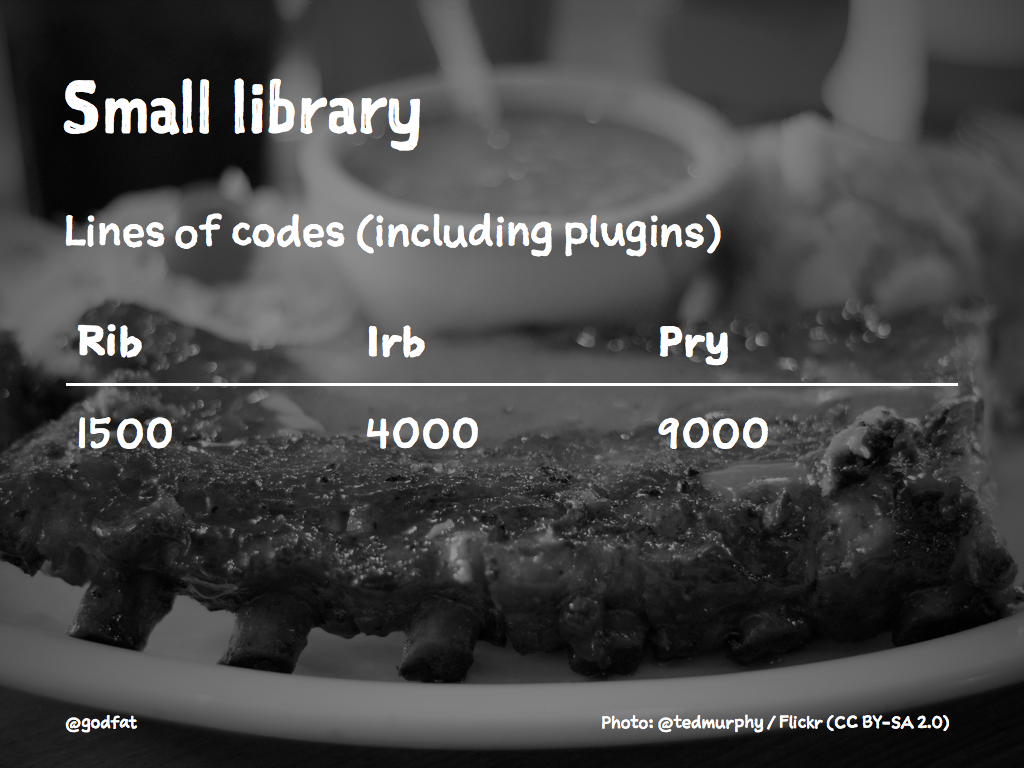 Small library
Lines of codes (including plugins)
Rib Irb Pry
1500 4000 9000
@godfat Photo: @tedmurphy / Flickr (CC BY-SA 2.0)